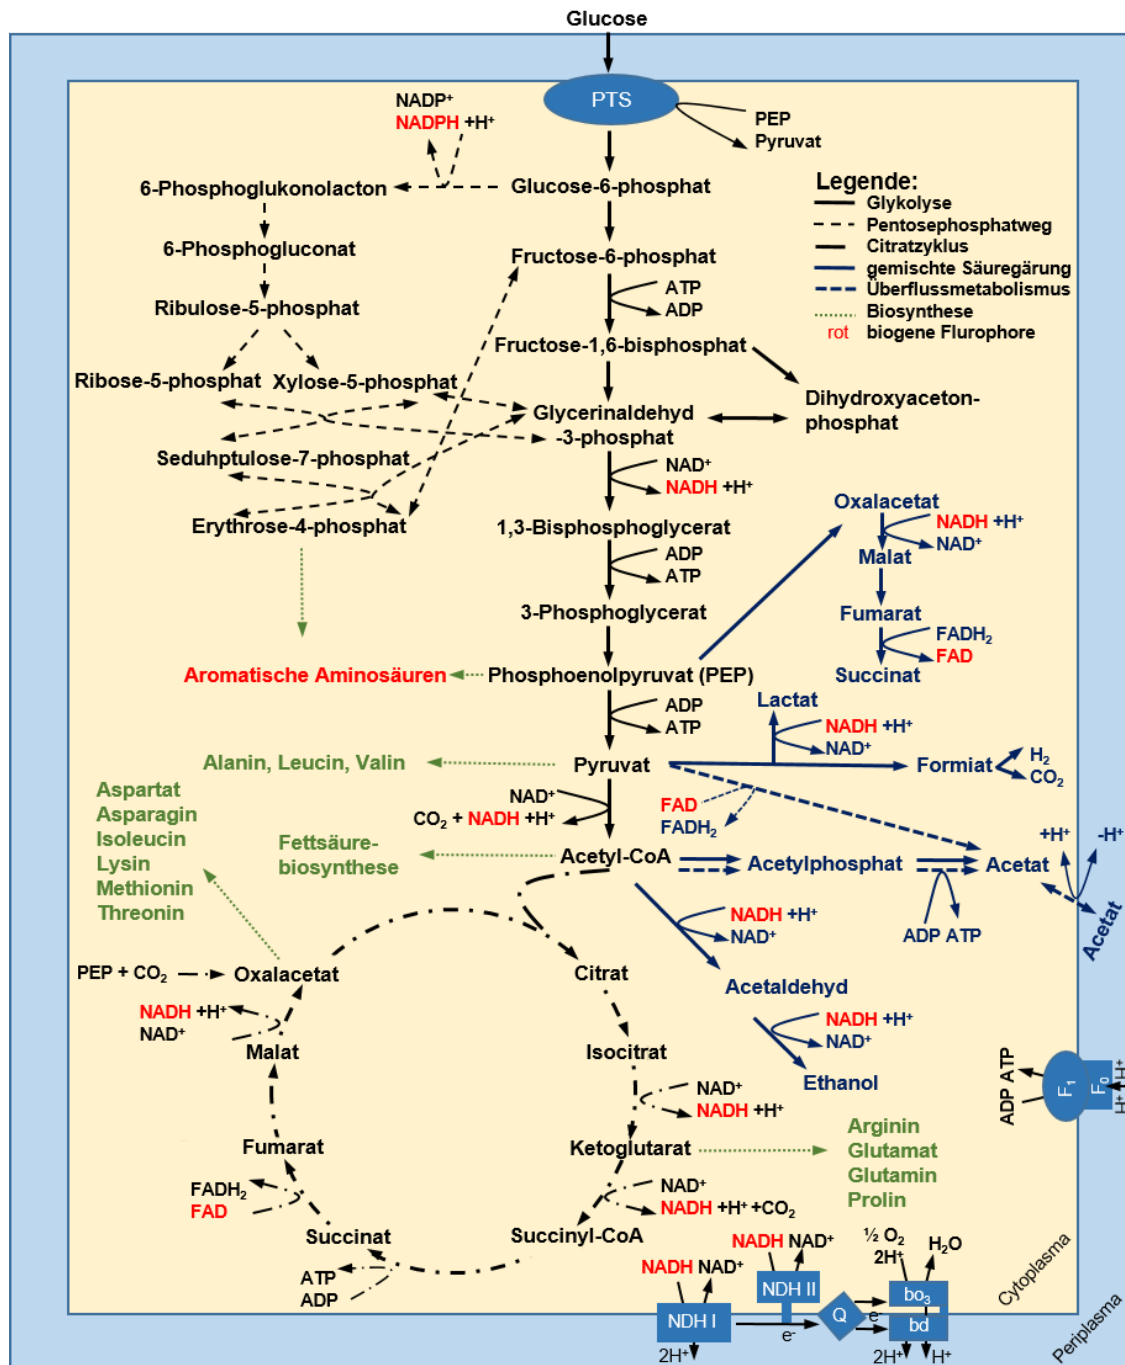 Glucose
PTS
NADP⁺
NADPH +H⁺
PEP
Pyruvat
6-Phosphoglukonolacton
Glucose-6-phosphat
Legende:
Glykolyse
Pentosephosphatweg
Citratzyklus
gemischte Säuregärung
Überflussmetabolismus
Biosynthese
rot biogene Flurophore
6-Phosphogluconat
Fructose-6-phosphat
ATP
ADP
Ribulose-5-phosphat
Fructose-1,6-bisphosphat
Ribose-5-phosphat Xylose-5-phosphat
Dihydroxyaceton-
phosphat
Glycerinaldehyd
-3-phosphat
Seduhptulose-7-phosphat
NAD⁺
NADH +H⁺
Erythrose-4-phosphat
1,3-Bisphosphoglycerat
Oxalacetat
NADH +H⁺
NAD⁺
Malat
ADP
ATP
3-Phosphoglycerat
Fumarat
FADH₂
FAD
Succinat
Aromatische Aminosäuren
Phosphoenolpyruvat (PEP)
Lactat
ADP
ATP
NADH +H⁺
NAD⁺
Alanin, Leucin, Valin
Pyruvat
Formiat
H₂
CO₂
Aspartat
Asparagin
Isoleucin
Lysin
Methionin
Threonin
NAD⁺
CO₂ + NADH +H⁺
FAD
FADH₂
Fettsäure-
biosynthese
Acetyl-CoA
Acetylphosphat
Acetat
+H⁺
-H⁺
Acetat
ADP ATP
NADH +H⁺
NAD⁺
PEP + CO₂
Oxalacetat
Citrat
Acetaldehyd
NADH +H⁺
NAD⁺
Malat
Isocitrat
NADH +H⁺
NAD⁺
Ethanol
NAD⁺
NADH +H⁺
ADP ATP
F₁
F₀
H⁺
H⁺
H⁺
Fumarat
Ketoglutarat
Arginin
Glutamat
Glutamin
Prolin
FADH₂
FAD
NAD⁺
NADH +H⁺ +CO₂
Succinat
Succinyl-CoA
ATP
ADP
NADH NAD⁺
NADH NAD⁺
½ O₂
2H⁺
H₂O
NDH I
NDH II
e⁻
Q
e⁻
bo₃
bd
2H⁺
2H⁺
H⁺
Cytoplasma
Periplasma